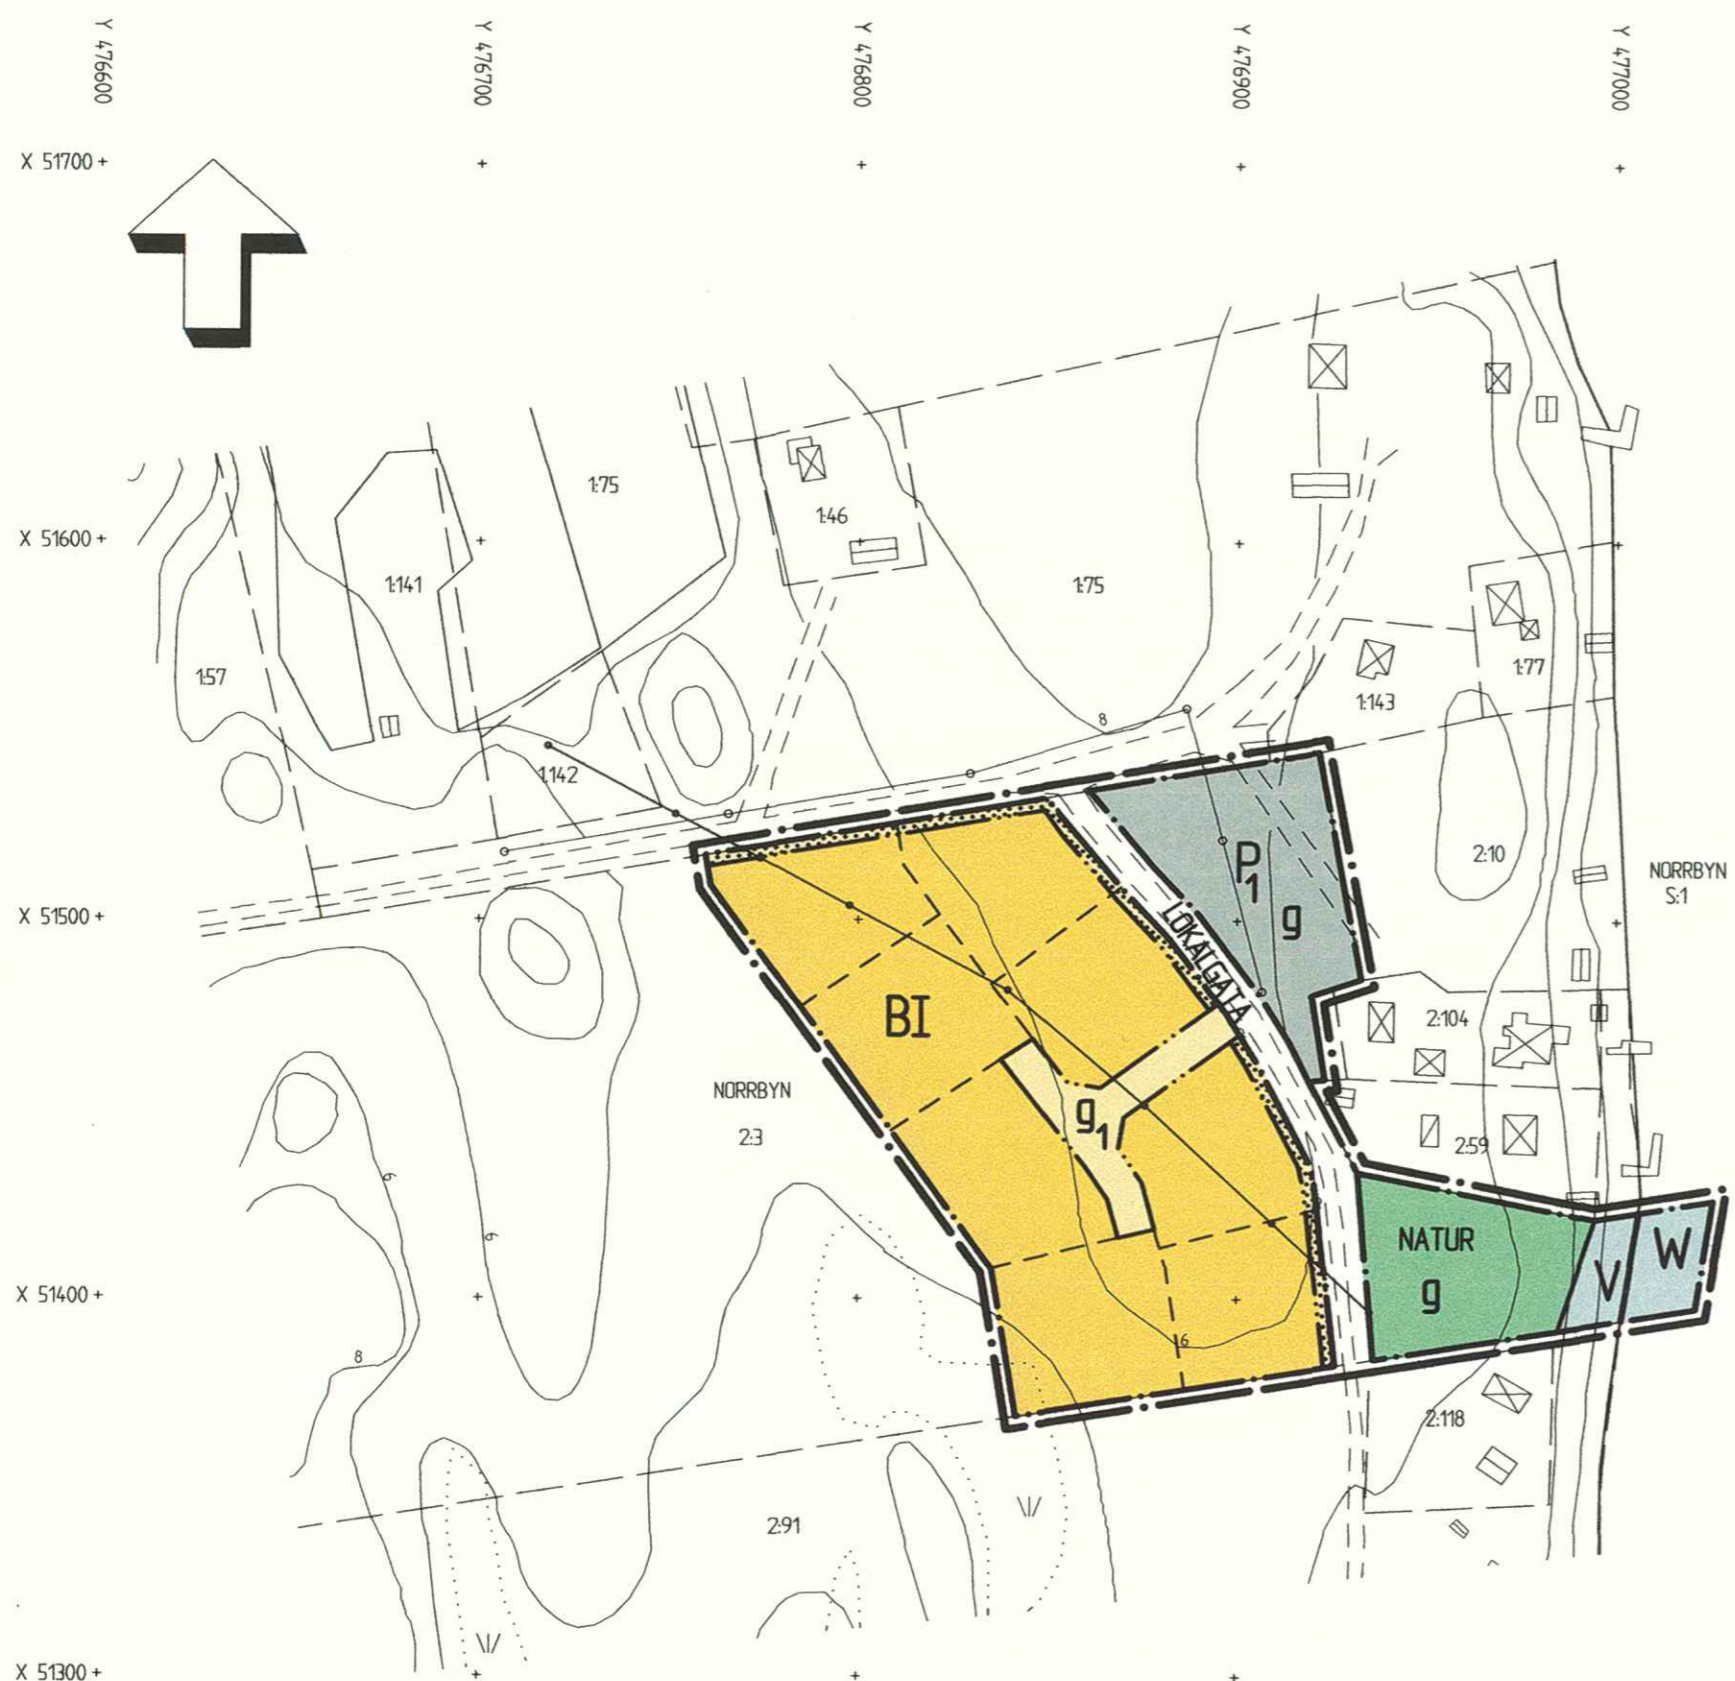 Y 476600
Y 476700
Y 476800
Y 476900
Y 477000
X 51700
X 51600
X 51500
X 51400
X 51300
1:75
1:46
1:141
1:75
1:57
1:77
1:143
8
1:142
2:10
P1
g
NORRBYN
S:1
LOKALGATA
BI
2:104
NORRBYN
2:3
g1
2:59
6
6
NATUR
g
V
W
6
8
2:118
2:91